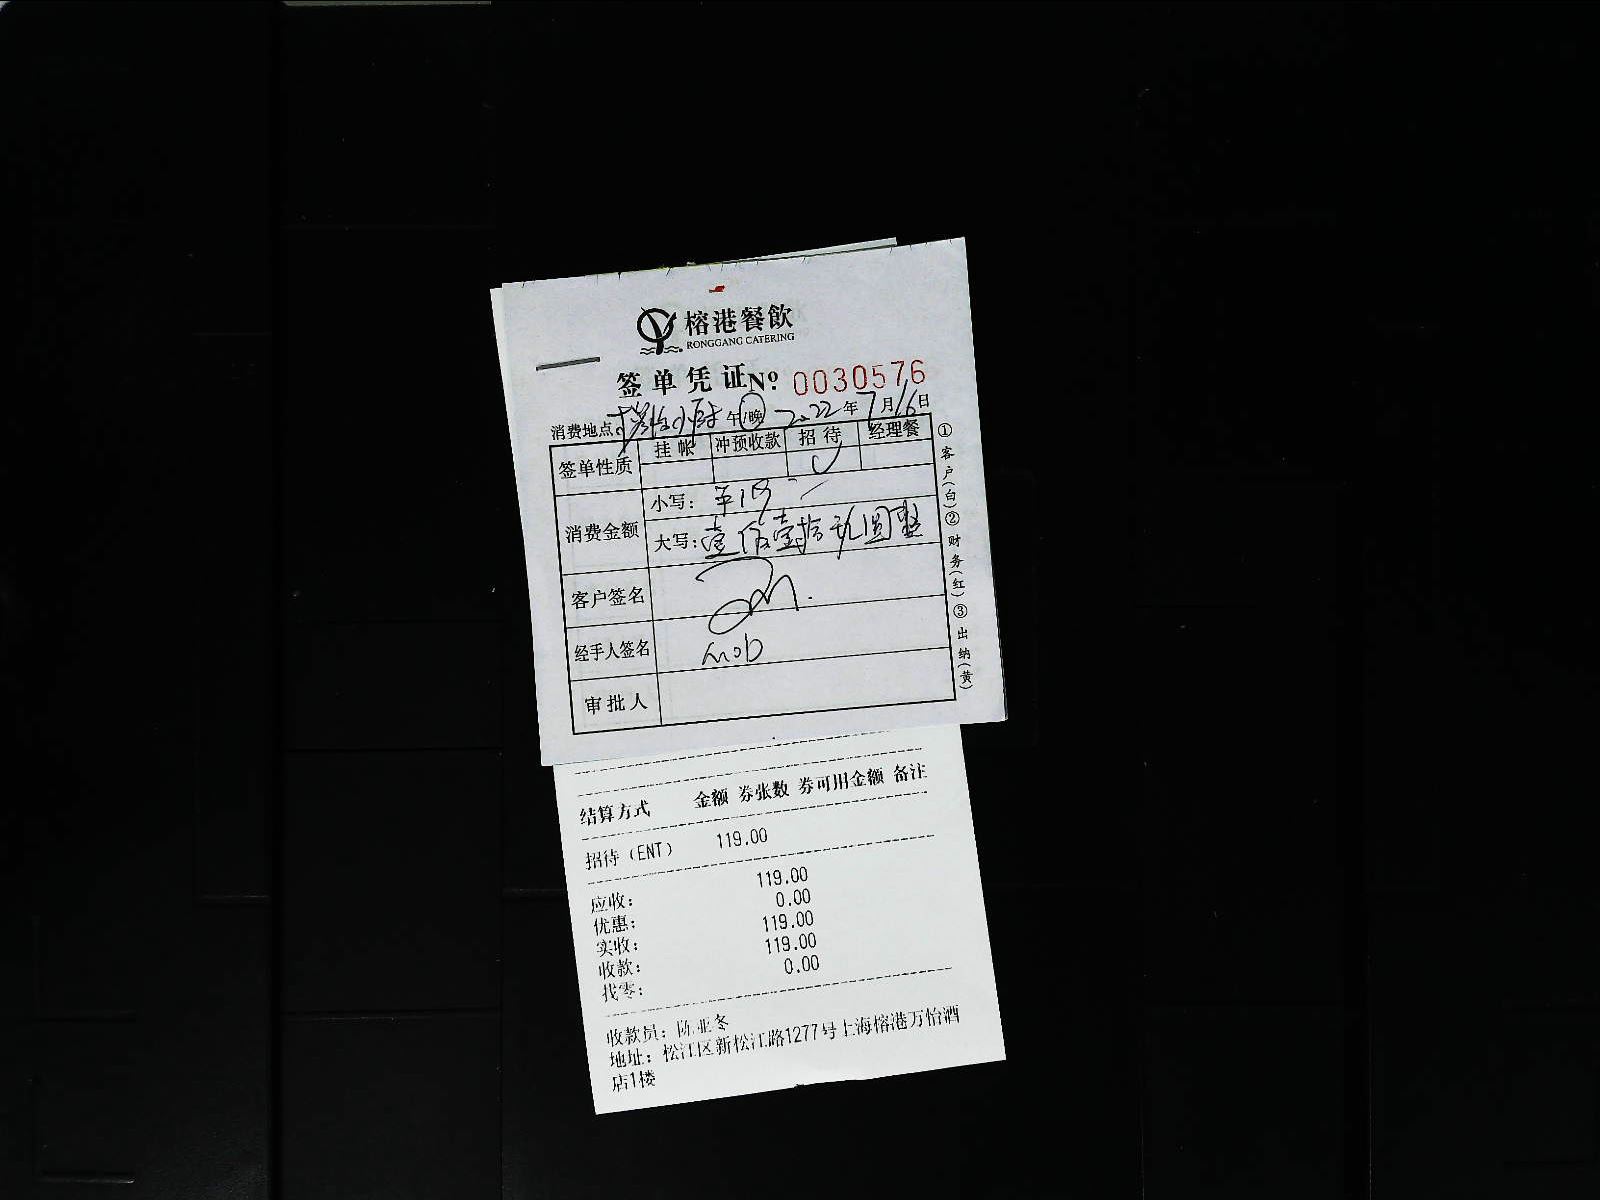 榕港餐飲
RONGGANG CATERING
签单凭证 Nº 0030576
消费地点: 午/晚 2022年7月16日
签单性质 挂帐 冲预收款 招待 经理餐
✓
消费金额 小写: ¥119
大写: 壹佰壹拾玖圆整
客户签名
经手人签名
审批人
①客户(白)②财务(红)③出纳(黄)
结算方式 金额 券张数 券可用金额 备注
招待(ENT) 119.00
应收: 119.00
优惠: 0.00
实收: 119.00
收款: 119.00
找零: 0.00
收款员: 陈亚冬
地址: 松江区新松江路1277号上海榕港万怡酒
店1楼